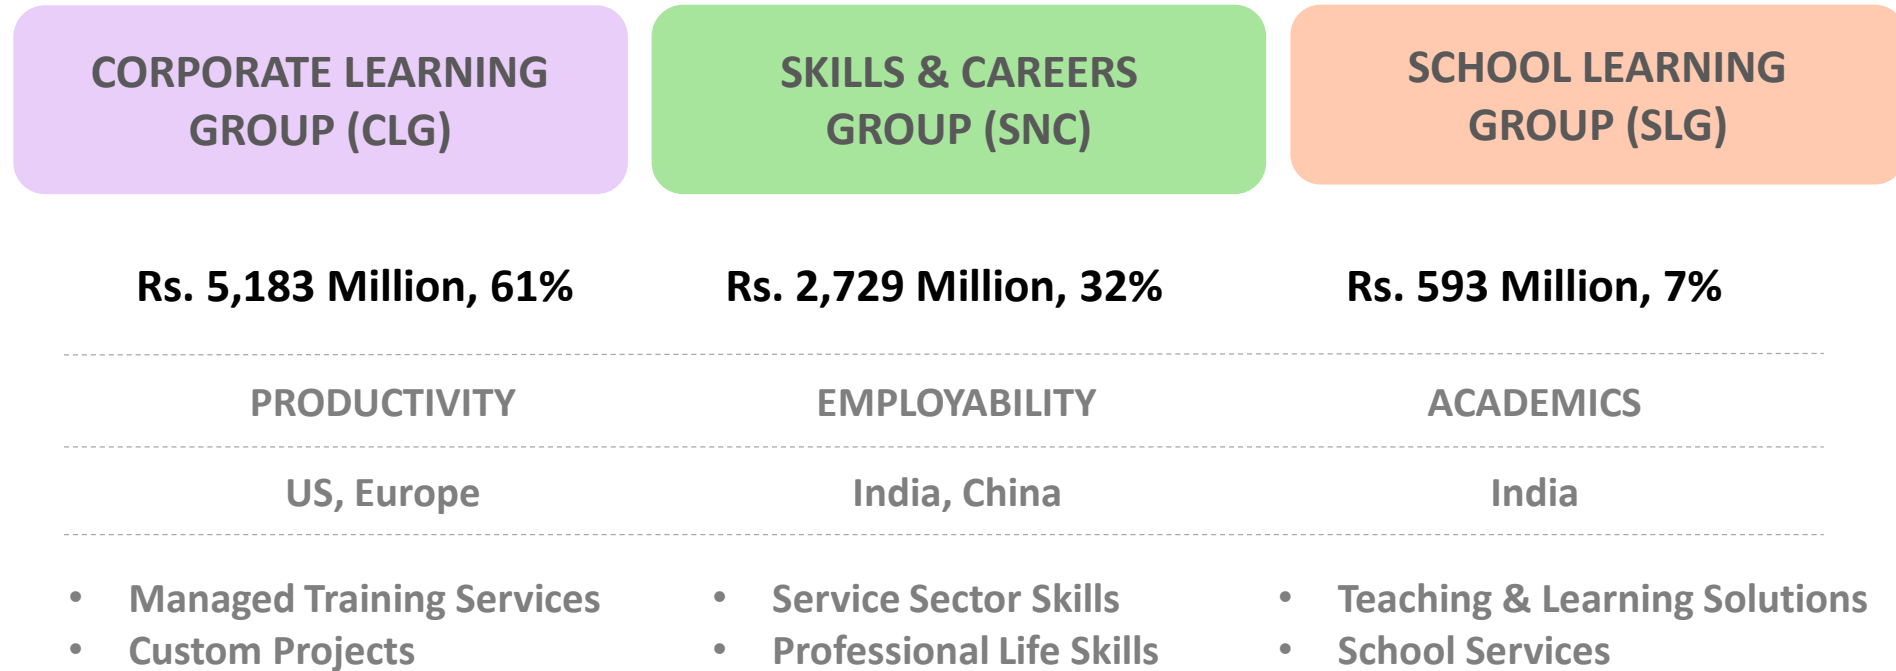 CORPORATE LEARNING
GROUP (CLG)
SKILLS & CAREERS
GROUP (SNC)
SCHOOL LEARNING
GROUP (SLG)
Rs. 5,183 Million, 61%
Rs. 2,729 Million, 32%
Rs. 593 Million, 7%
PRODUCTIVITY
EMPLOYABILITY
ACADEMICS
US, Europe
India, China
India
• Managed Training Services
• Custom Projects
• Service Sector Skills
• Professional Life Skills
• Teaching & Learning Solutions
• School Services